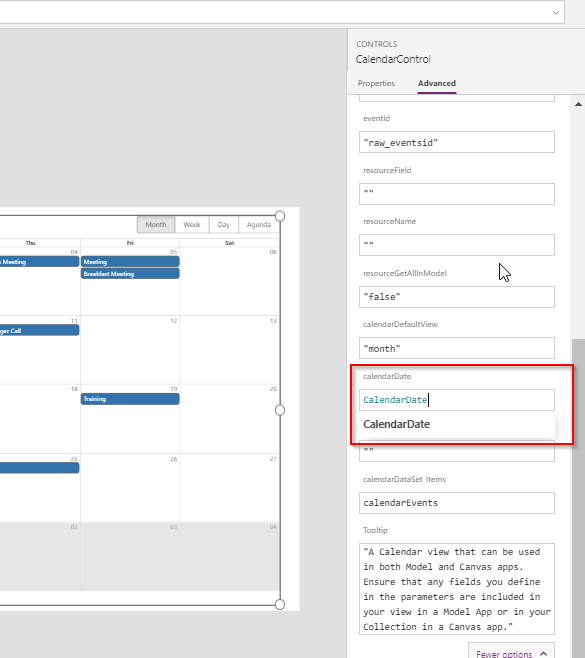 CONTROLS
CalendarControl
Properties Advanced
eventId
"raw_eventsid"
resourceField
""
resourceName
""
resourceGetAllInModel
"false"
calendarDefaultView
"month"
calendarDate
CalendarDate
CalendarDate
""
calendarDataSet_Items
calendarEvents
Tooltip
"A Calendar view that can be used
in both Model and Canvas apps.
Ensure that any fields you define
in the parameters are included in
your view in a Model App or in your
Collection in a Canvas app."
Fewer options
Month Week Day Agenda
Thu Fri Sat
04 05 06
Meeting Meeting
Breakfast Meeting
11 12 13
ger Call
18 19 20
Training
25 26 27
02 03 04